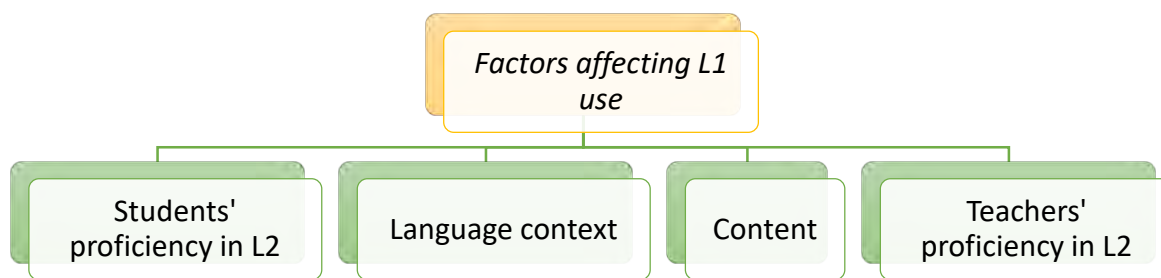 Factors affecting L1
use
Students'
proficiency in L2
Language context
Content
Teachers'
proficiency in L2